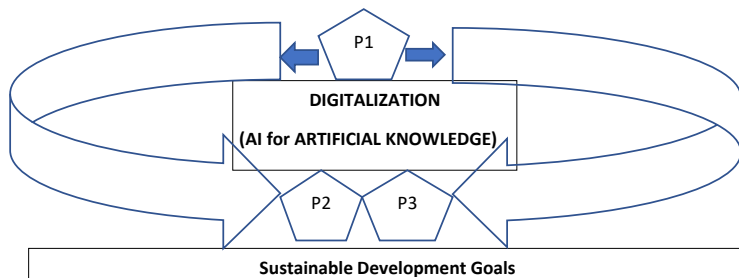 P1
DIGITALIZATION
(AI for ARTIFICIAL KNOWLEDGE)
P2
P3
Sustainable Development Goals